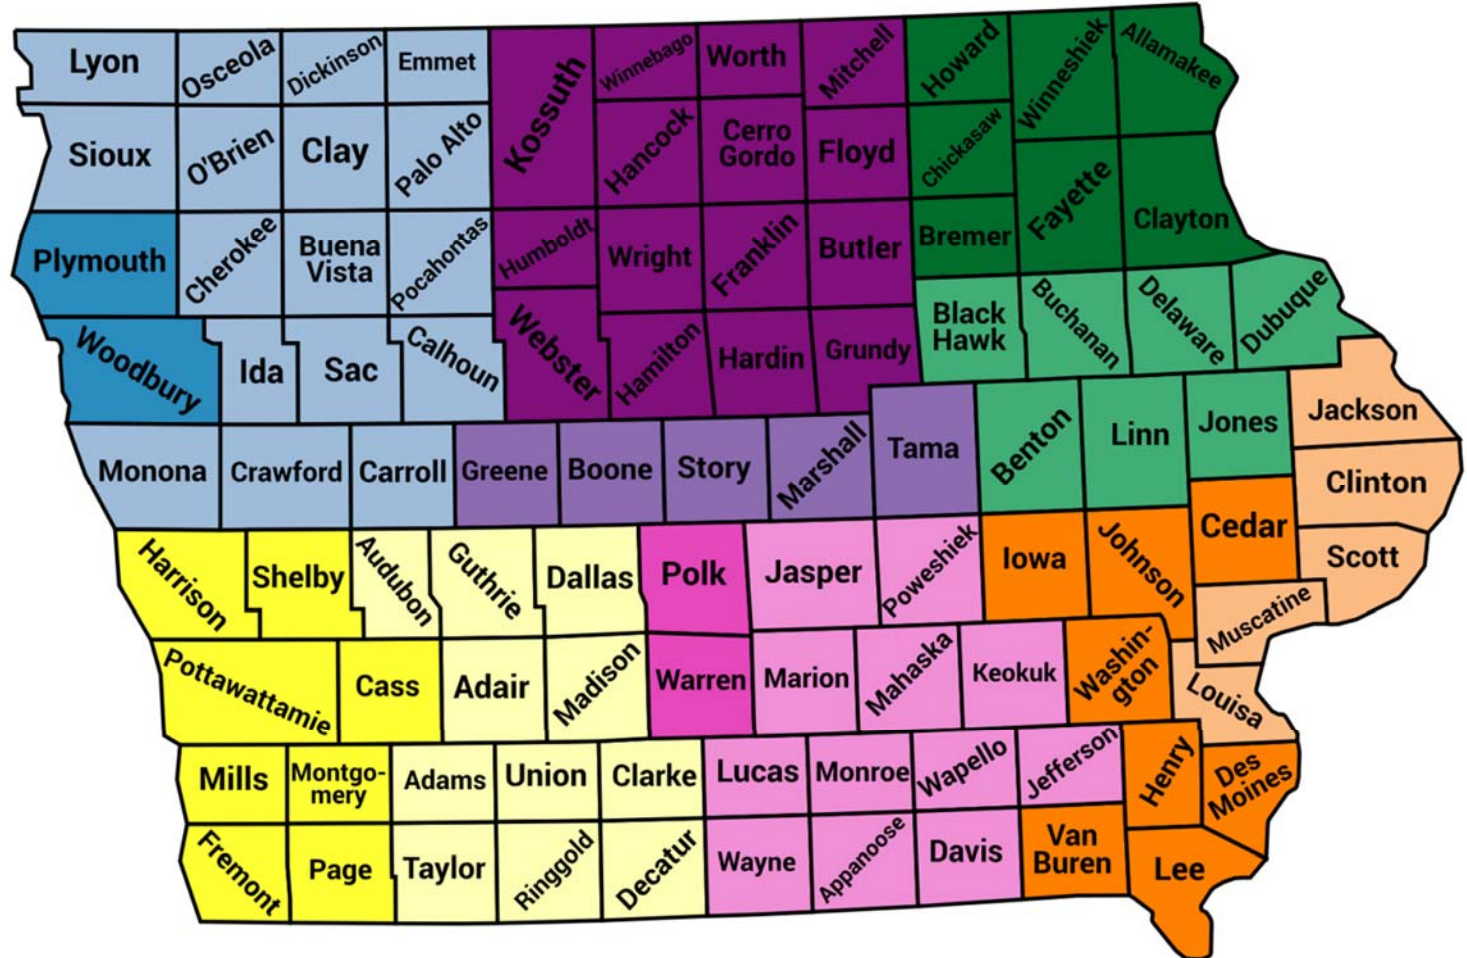 Lyon
Osceola
Dickinson
Emmet
Kossuth
Winnebago
Worth
Mitchell
Howard
Winneshiek
Allamakee
Sioux
O'Brien
Clay
Palo Alto
Hancock
Cerro
Gordo
Floyd
Chickasaw
Fayette
Clayton
Plymouth
Cherokee
Buena
Vista
Pocahontas
Humboldt
Wright
Franklin
Butler
Bremer
Woodbury
Ida
Sac
Calhoun
Webster
Hamilton
Hardin
Grundy
Black
Hawk
Buchanan
Delaware
Dubuque
Monona
Crawford
Carroll
Greene
Boone
Story
Marshall
Tama
Benton
Linn
Jones
Jackson
Clinton
Harrison
Shelby
Audubon
Guthrie
Dallas
Polk
Jasper
Poweshiek
Iowa
Johnson
Cedar
Scott
Muscatine
Pottawattamie
Cass
Adair
Madison
Warren
Marion
Mahaska
Keokuk
Washin-
gton
Louisa
Mills
Montgo-
mery
Adams
Union
Clarke
Lucas
Monroe
Wapello
Jefferson
Henry
Des
Moines
Fremont
Page
Taylor
Ringgold
Decatur
Wayne
Appanoose
Davis
Van
Buren
Lee